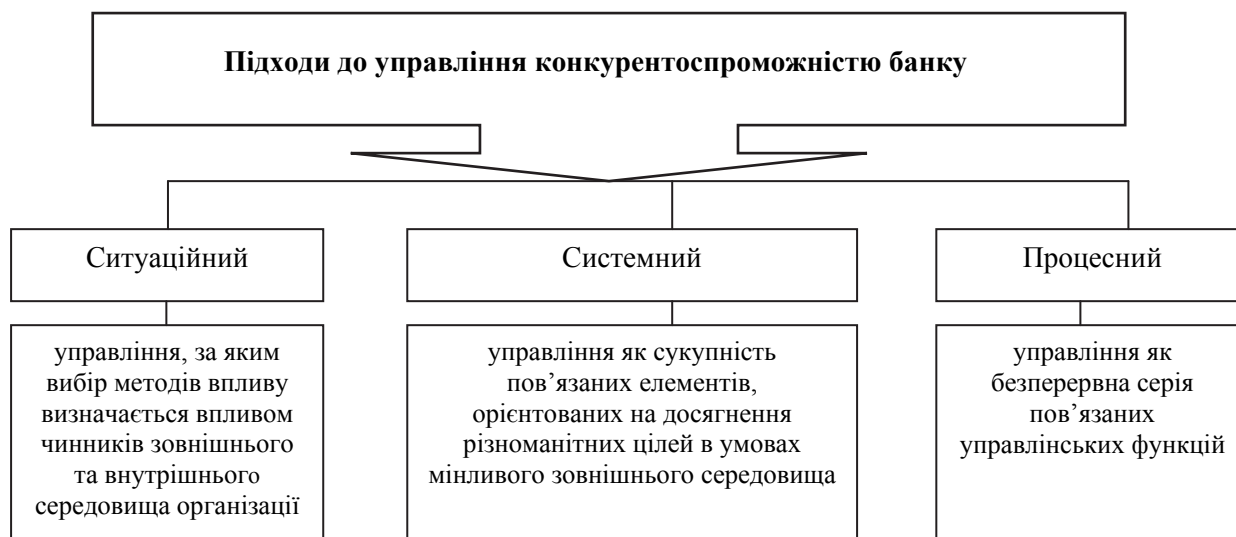 Підходи до управління конкурентоспроможністю банку
Ситуаційний
Системний
Процесний
управління, за яким
вибір методів впливу
визначається впливом
чинників зовнішнього
та внутрішнього
середовища організації
управління як сукупність
пов’язаних елементів,
орієнтованих на досягнення
різноманітних цілей в умовах
мінливого зовнішнього середовища
управління як
безперервна серія
пов’язаних
управлінських функцій